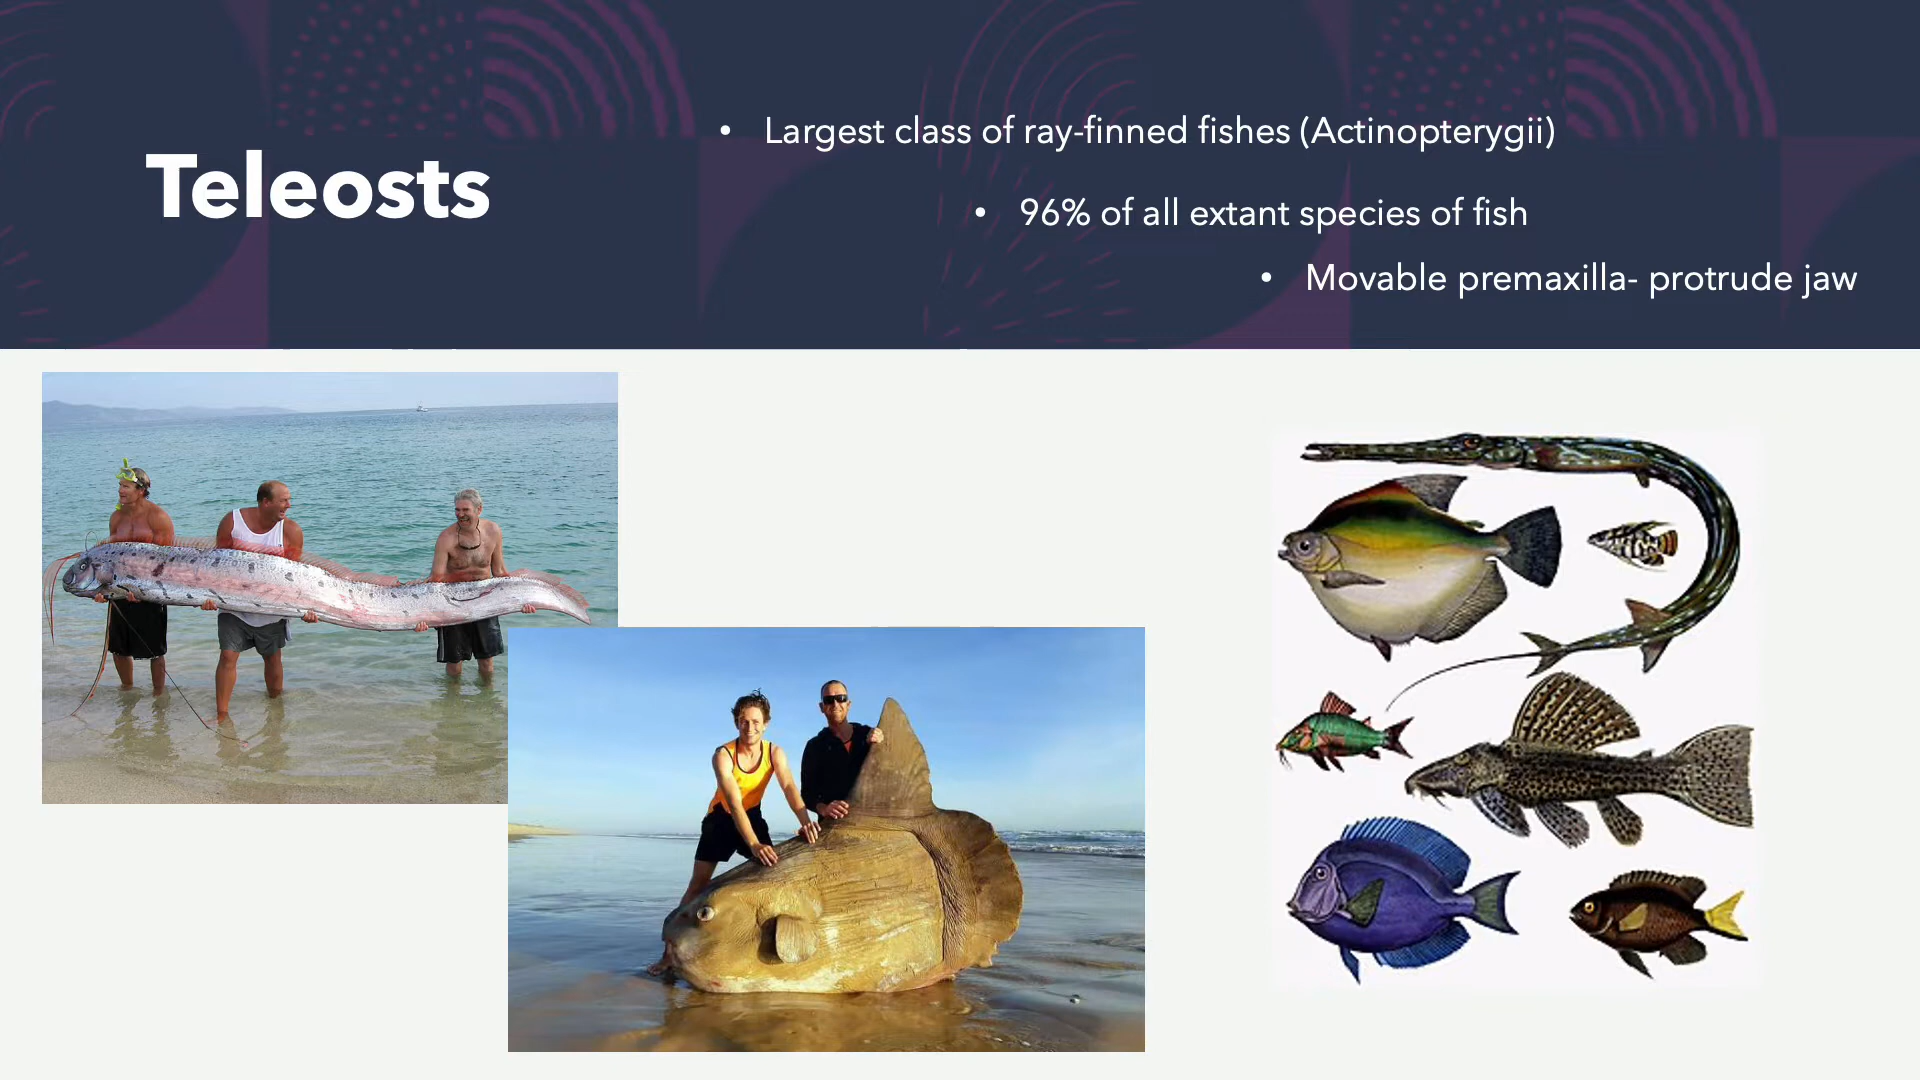 Teleosts
• Largest class of ray-finned fishes (Actinopterygii)
• 96% of all extant species of fish
• Movable premaxilla- protrude jaw